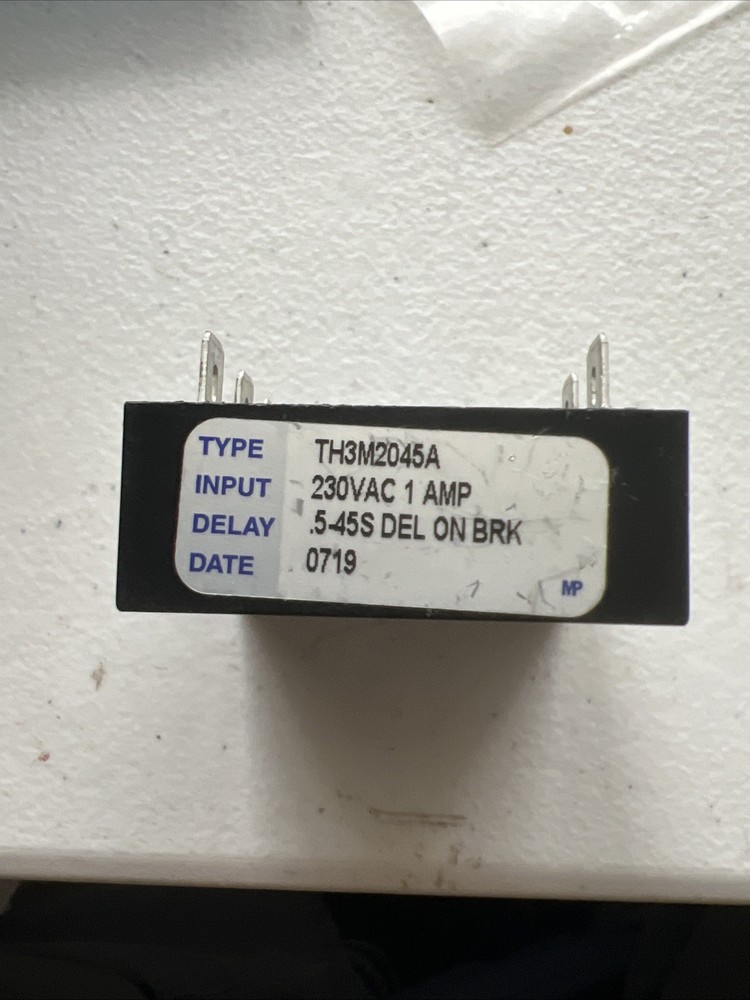 TYPE TH3M2045A
INPUT 230VAC 1 AMP
DELAY .5-45S DEL ON BRK
DATE 0719
MP